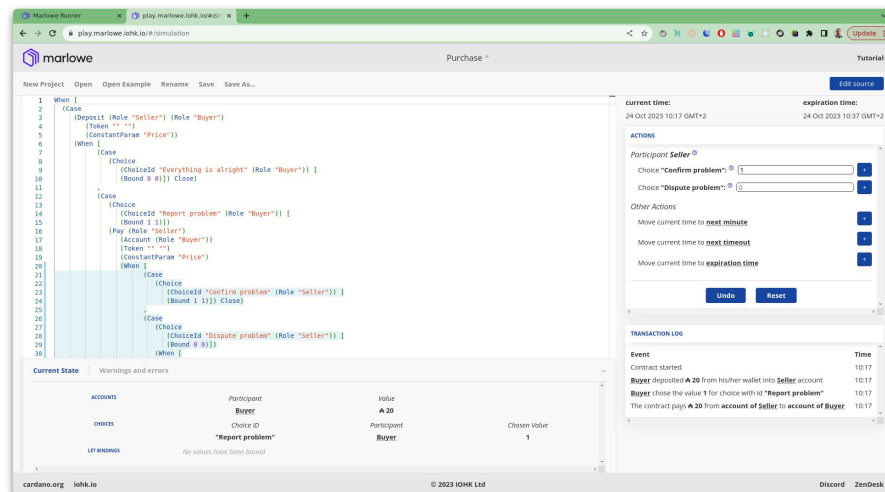 Marlowe Runner
play.marlowe.iohk.io/#/sim
play.marlowe.iohk.io/#/simulation
Update
marlowe
Purchase
Tutorial
New Project Open Open Example Rename Save Save As...
Edit source
1 When [
2 (Case
3 (Deposit (Role "Seller") (Role "Buyer")
4 (Token "" "")
5 (ConstantParam "Price"))
6 (When [
7 (Case
8 (Choice
9 (ChoiceId "Everything is alright" (Role "Buyer")) [
10 (Bound 0 0)]) Close)
11 ,
12 (Case
13 (Choice
14 (ChoiceId "Report problem" (Role "Buyer")) [
15 (Bound 1 1)])
16 (Pay (Role "Seller")
17 (Account (Role "Buyer"))
18 (Token "" "")
19 (ConstantParam "Price")
20 (When [
21 (Case
22 (Choice
23 (ChoiceId "Confirm problem" (Role "Seller")) [
24 (Bound 1 1)]) Close)
25 ,
26 (Case
27 (Choice
28 (ChoiceId "Dispute problem" (Role "Seller")) [
29 (Bound 0 0)])
30 (When [
current time: expiration time:
24 Oct 2023 10:17 GMT+2 24 Oct 2023 10:37 GMT+2
ACTIONS
Participant Seller
Choice "Confirm problem": 1 +
Choice "Dispute problem": 0 +
Other Actions
Move current time to next minute +
Move current time to next timeout +
Move current time to expiration time +
Undo Reset
TRANSACTION LOG
Event Time
Contract started 10:17
Buyer deposited ₳ 20 from his/her wallet into Seller account 10:17
Buyer chose the value 1 for choice with id "Report problem" 10:17
The contract pays ₳ 20 from account of Seller to account of Buyer 10:17
Current State Warnings and errors
ACCOUNTS Participant Value
Buyer ₳ 20
CHOICES Choice ID Participant Chosen Value
"Report problem" Buyer 1
LET BINDINGS No values have been bound
cardano.org iohk.io © 2023 IOHK Ltd Discord ZenDesk